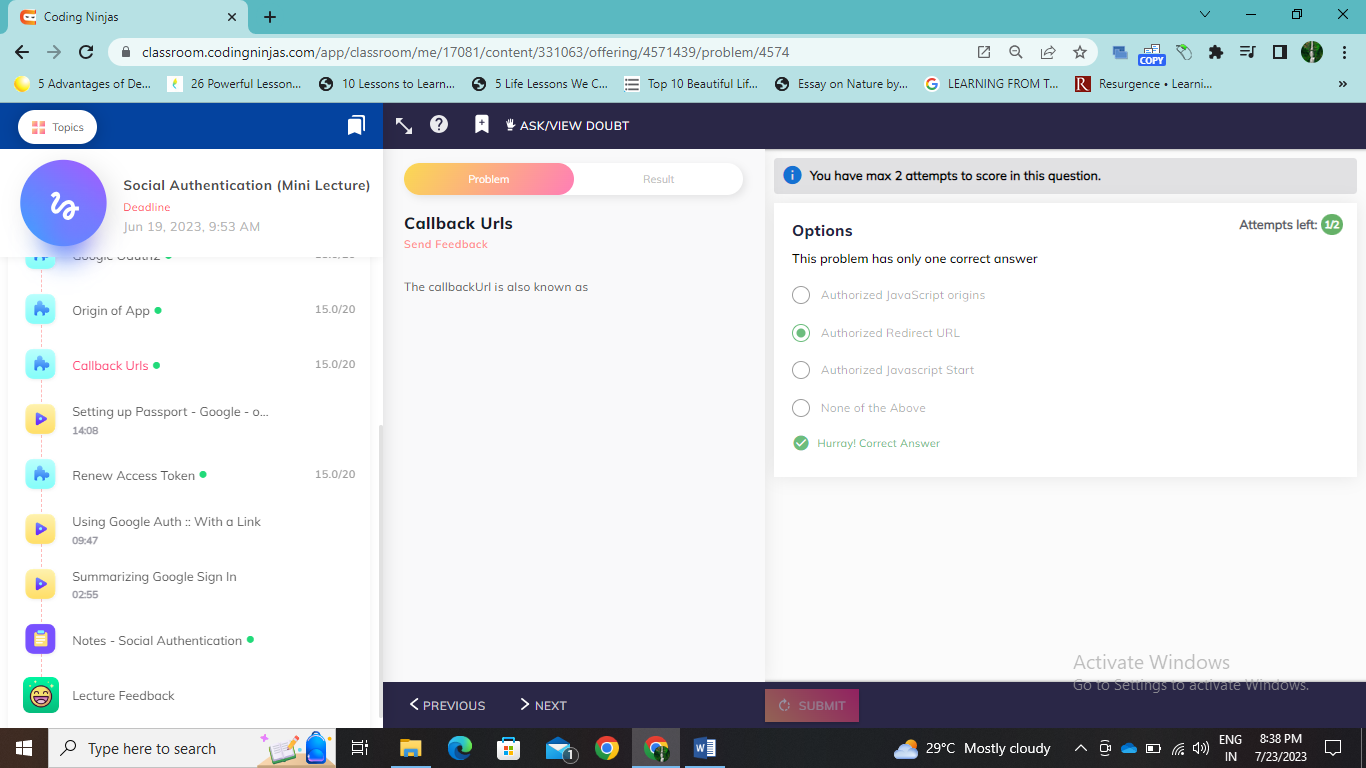 Coding Ninjas
classroom.codingninjas.com/app/classroom/me/17081/content/331063/offering/4571439/problem/4574
COPY
5 Advantages of De...
26 Powerful Lesson...
10 Lessons to Learn...
5 Life Lessons We C...
Top 10 Beautiful Lif...
Essay on Nature by...
LEARNING FROM T...
Resurgence • Learni...
Topics
ASK/VIEW DOUBT
Social Authentication (Mini Lecture)
Deadline
Jun 19, 2023, 9:53 AM
Google Oauth2
Origin of App
15.0/20
Callback Urls
15.0/20
Setting up Passport - Google - o...
14:08
Renew Access Token
15.0/20
Using Google Auth :: With a Link
09:47
Summarizing Google Sign In
02:55
Notes - Social Authentication
Lecture Feedback
Problem
Result
Callback Urls
Send Feedback
The callbackUrl is also known as
You have max 2 attempts to score in this question.
Options
Attempts left: 1/2
This problem has only one correct answer
Authorized JavaScript origins
Authorized Redirect URL
Authorized Javascript Start
None of the Above
Hurray! Correct Answer
Activate Windows
Go to Settings to activate Windows.
PREVIOUS
NEXT
SUBMIT
Type here to search
1
29°C Mostly cloudy
ENG
IN
8:38 PM
7/23/2023